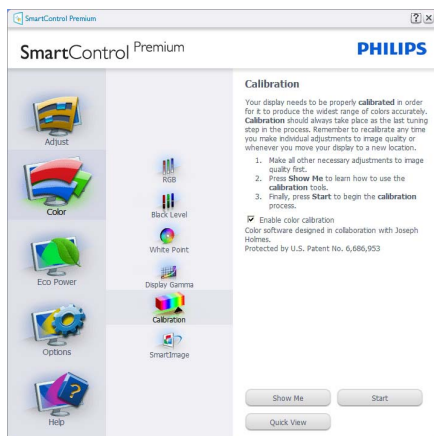 SmartControl Premium
SmartControl Premium
PHILIPS
Adjust
Color
Eco Power
Options
Help
RGB
Black Level
White Point
Display Gamma
Calibration
SmartImage
Calibration
Your display needs to be properly calibrated in order
for it to produce the widest range of colors accurately.
Calibration should always take place as the last tuning
step in the process. Remember to recalibrate any time
you make individual adjustments to image quality or
whenever you move your display to a new location.
1. Make all other necessary adjustments to image
quality first.
2. Press Show Me to learn how to use the
calibration tools.
3. Finally, press Start to begin the calibration
process.
Enable color calibration
Color software designed in collaboration with Joseph
Holmes.
Protected by U.S. Patent No. 6,686,953
Show Me
Start
Quick View